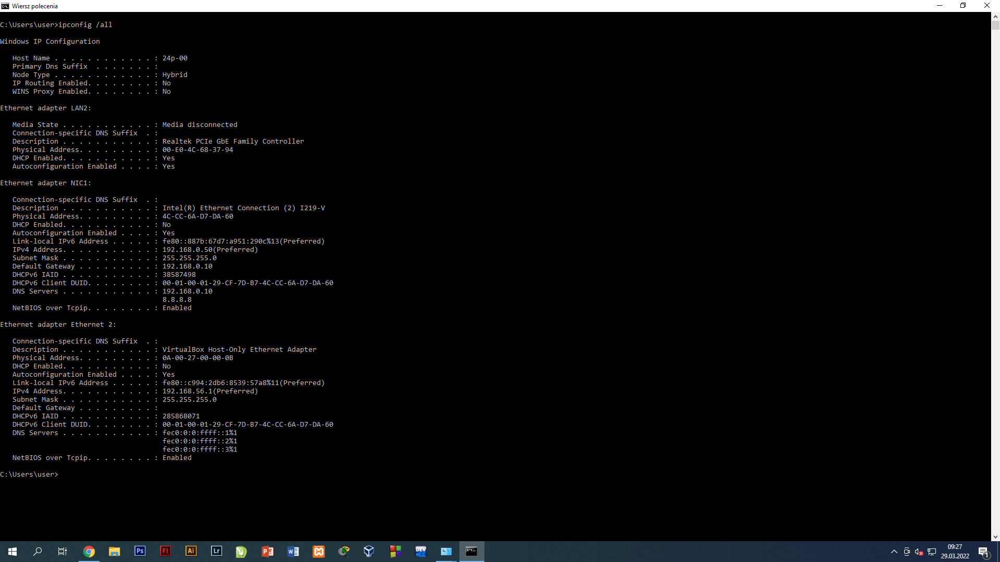 Wiersz polecenia
C:\Users\user>ipconfig /all
Windows IP Configuration
Host Name . . . . . . . . . . . . : 24p-00
Primary Dns Suffix  . . . . . . . :
Node Type . . . . . . . . . . . . : Hybrid
IP Routing Enabled. . . . . . . . : No
WINS Proxy Enabled. . . . . . . . : No
Ethernet adapter LAN2:
Media State . . . . . . . . . . . : Media disconnected
Connection-specific DNS Suffix  . :
Description . . . . . . . . . . . : Realtek PCIe GbE Family Controller
Physical Address. . . . . . . . . : 00-E0-4C-68-37-94
DHCP Enabled. . . . . . . . . . . : Yes
Autoconfiguration Enabled . . . . : Yes
Ethernet adapter NIC1:
Connection-specific DNS Suffix  . :
Description . . . . . . . . . . . : Intel(R) Ethernet Connection (2) I219-V
Physical Address. . . . . . . . . : 4C-CC-6A-D7-DA-60
DHCP Enabled. . . . . . . . . . . : No
Autoconfiguration Enabled . . . . : Yes
Link-local IPv6 Address . . . . . : fe80::887b:67d7:a951:290c%13(Preferred)
IPv4 Address. . . . . . . . . . . : 192.168.0.50(Preferred)
Subnet Mask . . . . . . . . . . . : 255.255.255.0
Default Gateway . . . . . . . . . : 192.168.0.10
DHCPv6 IAID . . . . . . . . . . . : 38587498
DHCPv6 Client DUID. . . . . . . . : 00-01-00-01-29-CF-7D-B7-4C-CC-6A-D7-DA-60
DNS Servers . . . . . . . . . . . : 192.168.0.10
8.8.8.8
NetBIOS over Tcpip. . . . . . . . : Enabled
Ethernet adapter Ethernet 2:
Connection-specific DNS Suffix  . :
Description . . . . . . . . . . . : VirtualBox Host-Only Ethernet Adapter
Physical Address. . . . . . . . . : 0A-00-27-00-00-0B
DHCP Enabled. . . . . . . . . . . : No
Autoconfiguration Enabled . . . . : Yes
Link-local IPv6 Address . . . . . : fe80::c994:2db6:8539:57a8%11(Preferred)
IPv4 Address. . . . . . . . . . . : 192.168.56.1(Preferred)
Subnet Mask . . . . . . . . . . . : 255.255.255.0
Default Gateway . . . . . . . . . :
DHCPv6 IAID . . . . . . . . . . . : 285868071
DHCPv6 Client DUID. . . . . . . . : 00-01-00-01-29-CF-7D-B7-4C-CC-6A-D7-DA-60
DNS Servers . . . . . . . . . . . : fec0:0:0:ffff::1%1
fec0:0:0:ffff::2%1
fec0:0:0:ffff::3%1
NetBIOS over Tcpip. . . . . . . . : Enabled
C:\Users\user>
Ps Fl Ai Lr P W DEV C:\. 09:27
29.03.2022 1